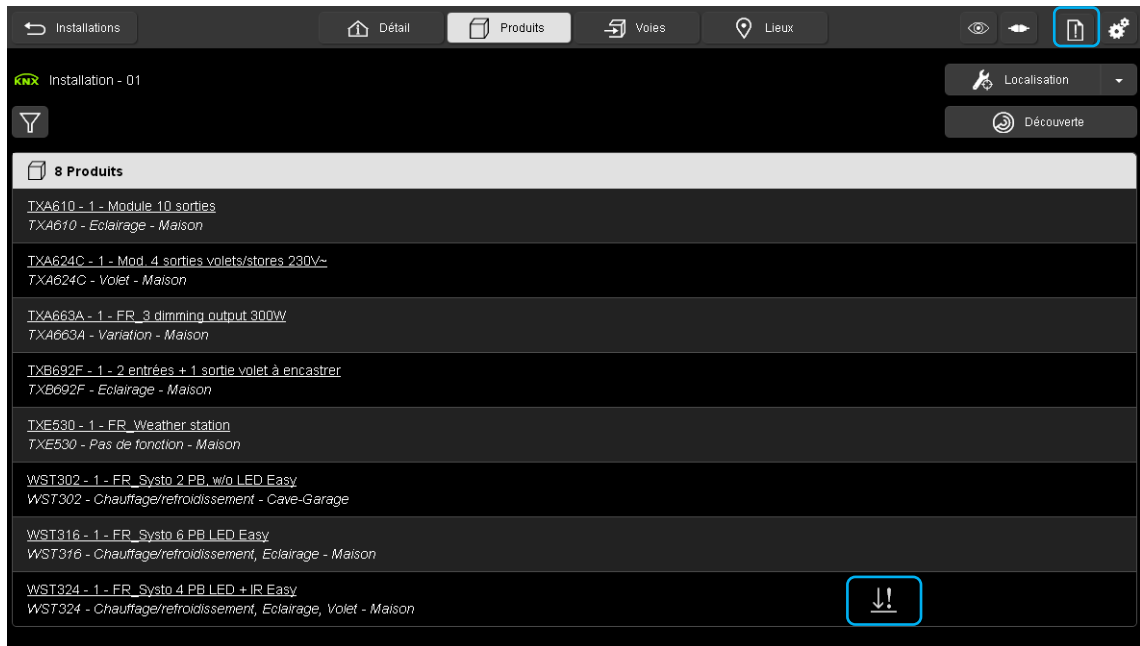 Installations
Détail
Produits
Voies
Lieux
KNX Installation - 01
Localisation
Découverte
8 Produits
TXA610 - 1 - Module 10 sorties
TXA610 - Eclairage - Maison
TXA624C - 1 - Mod. 4 sorties volets/stores 230V~
TXA624C - Volet - Maison
TXA663A - 1 - FR_3 dimming output 300W
TXA663A - Variation - Maison
TXB692F - 1 - 2 entrées + 1 sortie volet à encastrer
TXB692F - Eclairage - Maison
TXE530 - 1 - FR_Weather station
TXE530 - Pas de fonction - Maison
WST302 - 1 - FR_Systo 2 PB, w/o LED Easy
WST302 - Chauffage/refroidissement - Cave-Garage
WST316 - 1 - FR_Systo 6 PB LED Easy
WST316 - Chauffage/refroidissement, Eclairage - Maison
WST324 - 1 - FR_Systo 4 PB LED + IR Easy
WST324 - Chauffage/refroidissement, Eclairage, Volet - Maison